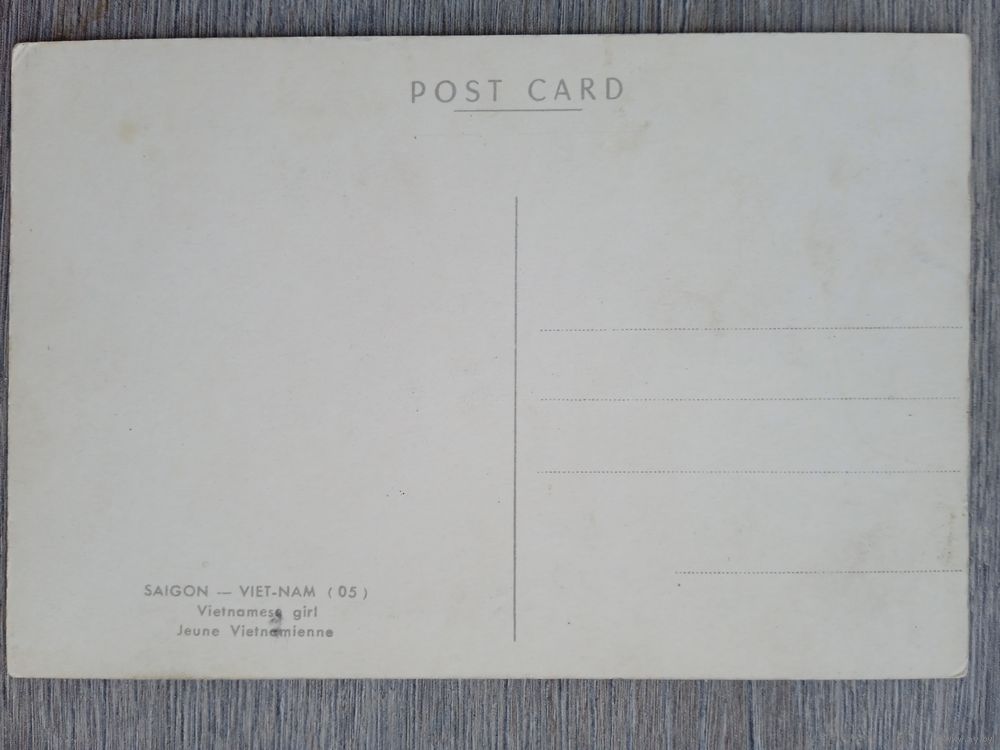 POST CARD
SAIGON — VIET-NAM ( 05 )
Vietnamese girl
Jeune Vietnamienne